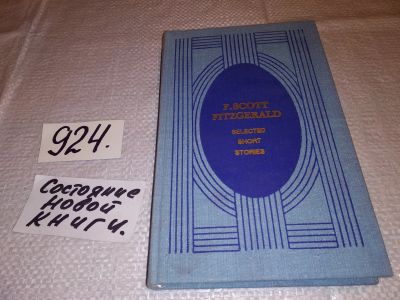 924.
Состояние
новой
книги.
F. SCOTT
FITZGERALD
SELECTED
SHORT
STORIES